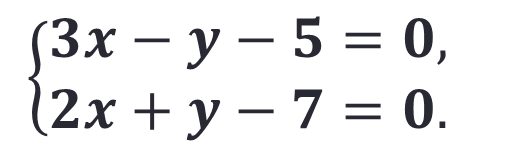 3x − y − 5 = 0,
2x + y − 7 = 0.